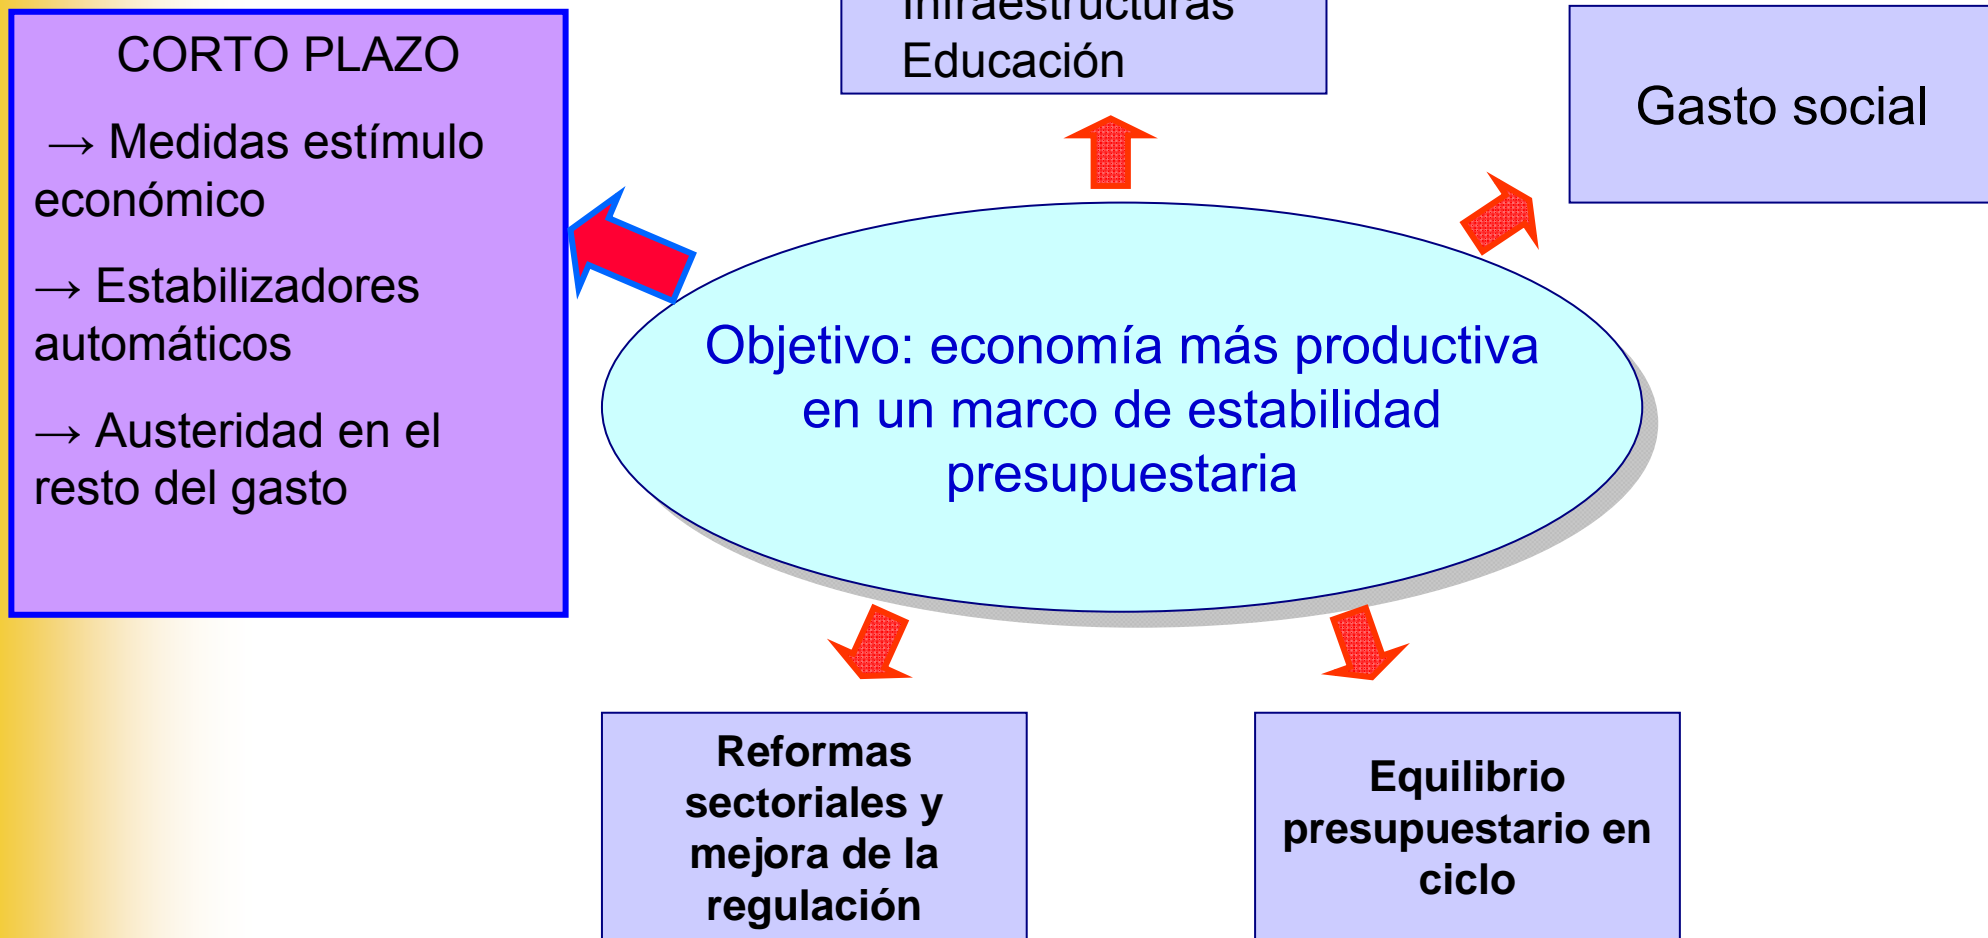 Infraestructuras
Educación
CORTO PLAZO
→ Medidas estímulo
económico
→ Estabilizadores
automáticos
→ Austeridad en el
resto del gasto
Gasto social
Objetivo: economía más productiva
en un marco de estabilidad
presupuestaria
Reformas
sectoriales y
mejora de la
regulación
Equilibrio
presupuestario en
ciclo